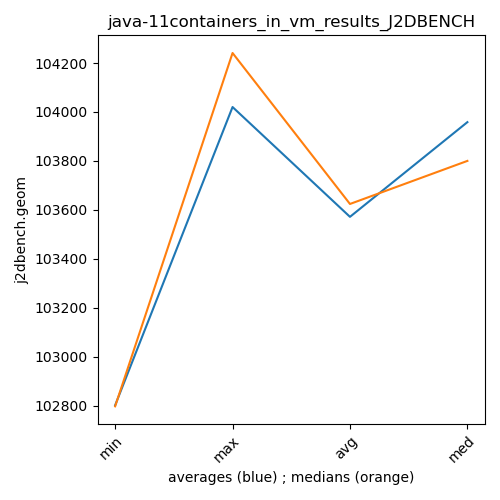 java-11containers_in_vm_results_J2DBENCH
104200
104000
103800
103600
103400
103200
103000
102800
j2dbench.geom
min
max
avg
med
averages (blue) ; medians (orange)